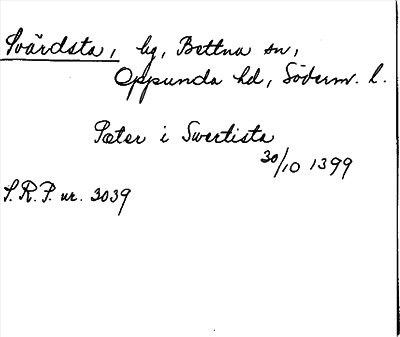 Svärdsta, by, Bettna sn,
Oppunda hd, Söderm. l.
Peter i Swertista
30/10 1399
S.R.P. nr. 3039